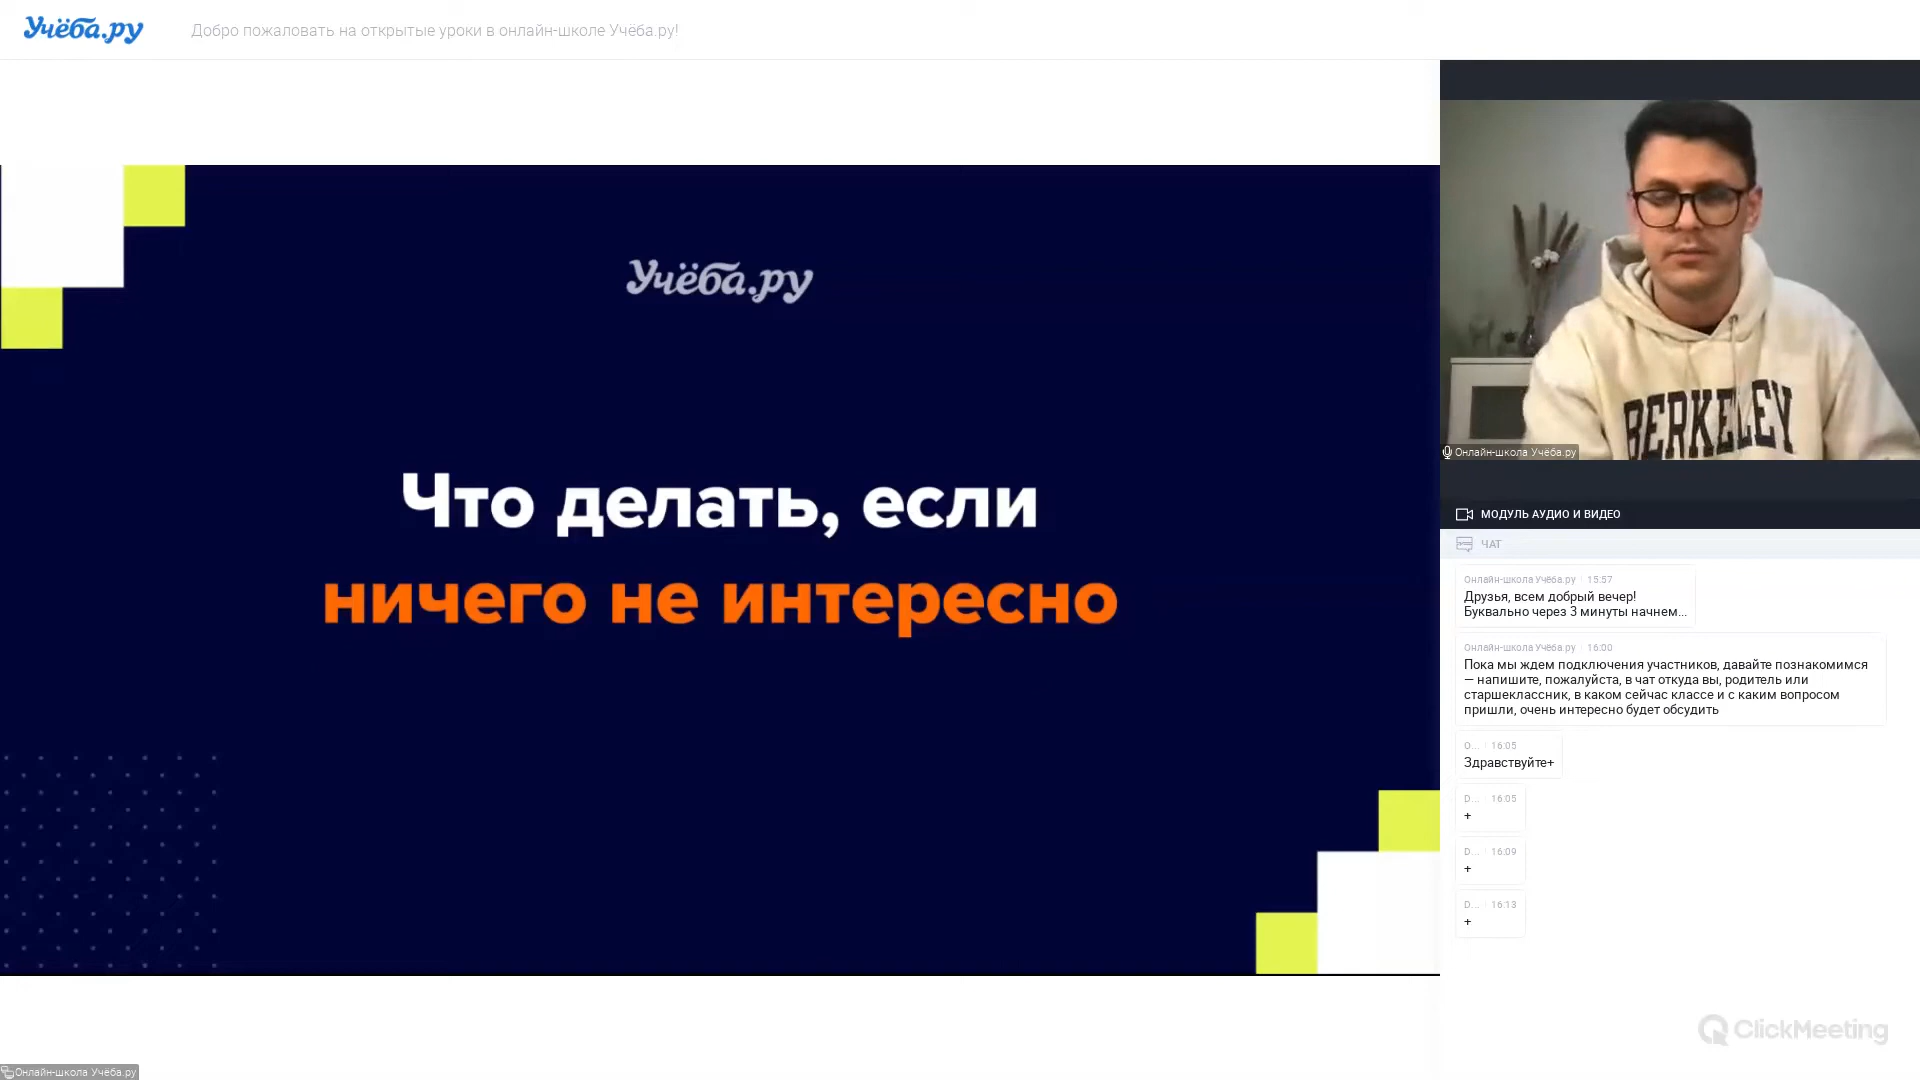 Учёба.ру
Добро пожаловать на открытые уроки в онлайн-школе Учёба.ру!
Учёба.ру
Что делать, если
ничего не интересно
BERKELEY
Онлайн-школа Учёба.ру
МОДУЛЬ АУДИО И ВИДЕО
ЧАТ
Онлайн-школа Учёба.ру 15:57
Друзья, всем добрый вечер!
Буквально через 3 минуты начнем...
Онлайн-школа Учёба.ру 16:00
Пока мы ждем подключения участников, давайте познакомимся
— напишите, пожалуйста, в чат откуда вы, родитель или
старшеклассник, в каком сейчас классе и с каким вопросом
пришли, очень интересно будет обсудить
О... 16:05
Здравствуйте+
D... 16:05
+
D... 16:09
+
D... 16:13
+
ClickMeeting
Онлайн-школа Учёба.ру